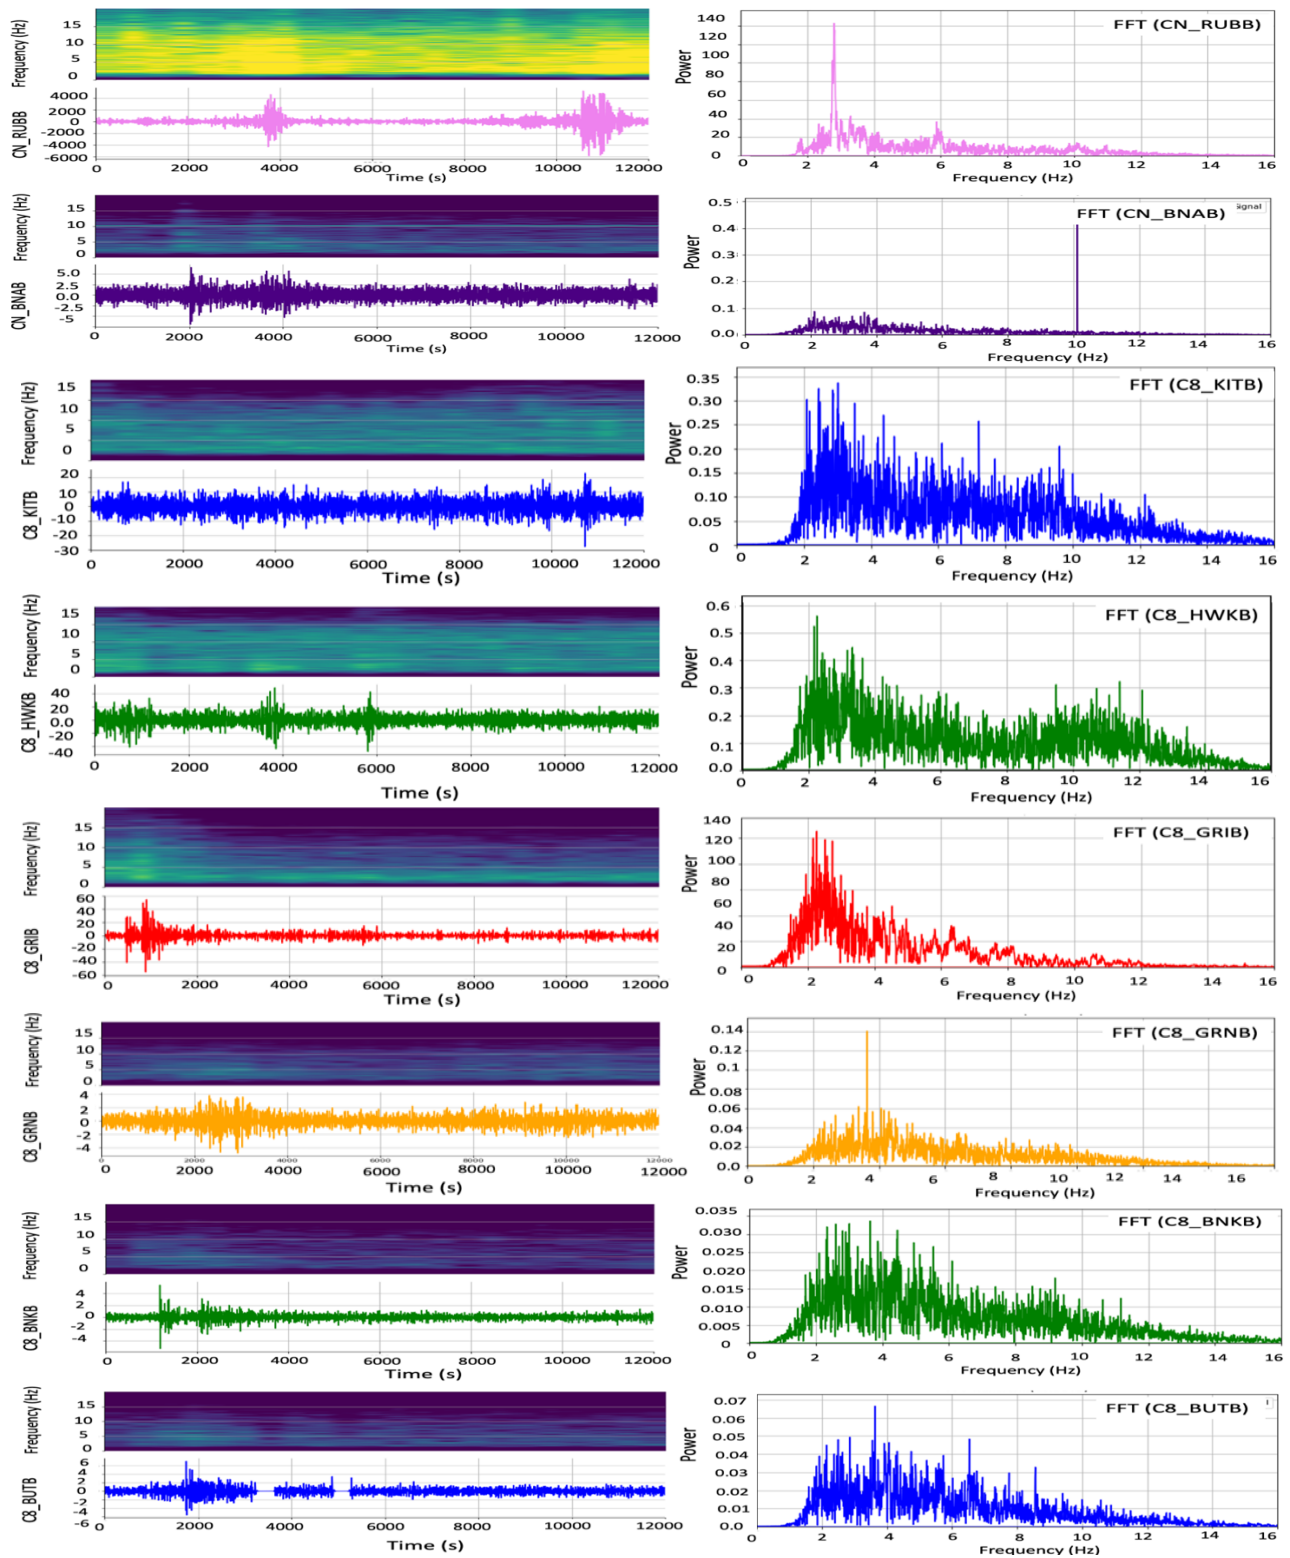 Frequency (Hz)
15
10
5
0
CN_RUBB
4000
2000
0
-2000
-4000
-6000
0 2000 4000 6000 8000 10000 12000
Time (s)
FFT (CN_RUBB)
Power
140
120
100
80
60
40
20
0
0 2 4 6 8 10 12 14 16
Frequency (Hz)
Frequency (Hz)
15
10
5
0
CN_BNAB
5.0
2.5
0.0
-2.5
-5
0 2000 4000 6000 8000 10000 12000
Time (s)
FFT (CN_BNAB)
signal
Power
0.5
0.4
0.3
0.2
0.1
0.0
0 2 4 6 8 10 12 14 16
Frequency (Hz)
Frequency (Hz)
15
10
5
0
C8_KITB
20
10
0
-10
-20
-30
0 2000 4000 6000 8000 10000 12000
Time (s)
FFT (C8_KITB)
Power
0.35
0.30
0.25
0.20
0.15
0.10
0.05
0
0 2 4 6 8 10 12 14 16
Frequency (Hz)
Frequency (Hz)
15
10
5
0
C8_HWKB
40
20
0.0
-20
-40
0 2000 4000 6000 8000 10000 12000
Time (s)
FFT (C8_HWKB)
Power
0.6
0.5
0.4
0.3
0.2
0.1
0.0
0 2 4 6 8 10 12 14 16
Frequency (Hz)
Frequency (Hz)
15
10
5
0
C8_GRIB
60
40
20
0
-20
-40
-60
0 2000 4000 6000 8000 10000 12000
Time (s)
FFT (C8_GRIB)
Power
140
120
100
80
60
40
20
0
0 2 4 6 8 10 12 14 16
Frequency (Hz)
Frequency (Hz)
15
10
5
0
C8_GRNB
4
2
0
-2
-4
0 2000 4000 6000 8000 10000 12000
0 2000 4000 6000 8000 10000 12000
Time (s)
FFT (C8_GRNB)
Power
0.14
0.12
0.1
0.08
0.06
0.04
0.02
0.0
0 2 4 6 8 10 12 14 16
Frequency (Hz)
Frequency (Hz)
15
10
5
0
C8_BNKB
4
2
0
-2
-4
0 2000 4000 6000 8000 10000 12000
Time (s)
FFT (C8_BNKB)
Power
0.035
0.030
0.025
0.020
0.015
0.010
0.005
0
0 2 4 6 8 10 12 14 16
Frequency (Hz)
Frequency (Hz)
15
10
5
0
C8_BUTB
6
4
2
0
-2
-4
-6
0 2000 4000 6000 8000 10000 12000
Time (s)
FFT (C8_BUTB)
Power
0.07
0.06
0.05
0.04
0.03
0.02
0.01
0.0
0 2 4 6 8 10 12 14 16
Frequency (Hz)